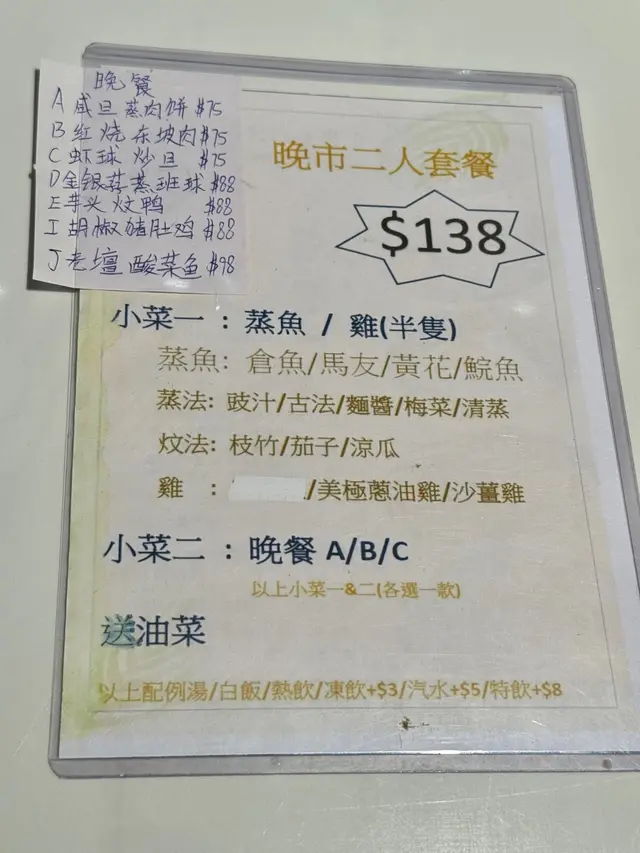 晚餐
A 咸旦蒸肉饼 $75
B 红烧东坡肉 $75
C 虾球炒旦 $75
D 金银蒜蒸班球 $88
E 芋头炆鸭 $88
I 胡椒猪肚鸡 $88
J 老壇酸菜鱼 $98
晚市二人套餐
$138
小菜一 : 蒸魚 / 雞(半隻)
蒸魚: 倉魚/馬友/黃花/鯇魚
蒸法: 豉汁/古法/麵醬/梅菜/清蒸
炆法: 枝竹/茄子/涼瓜
雞 : /美極蔥油雞/沙薑雞
小菜二 : 晚餐 A/B/C
以上小菜一&二(各選一款)
送油菜
以上配例湯/白飯/熱飲/凍飲+$3/汽水+$5/特飲+$8